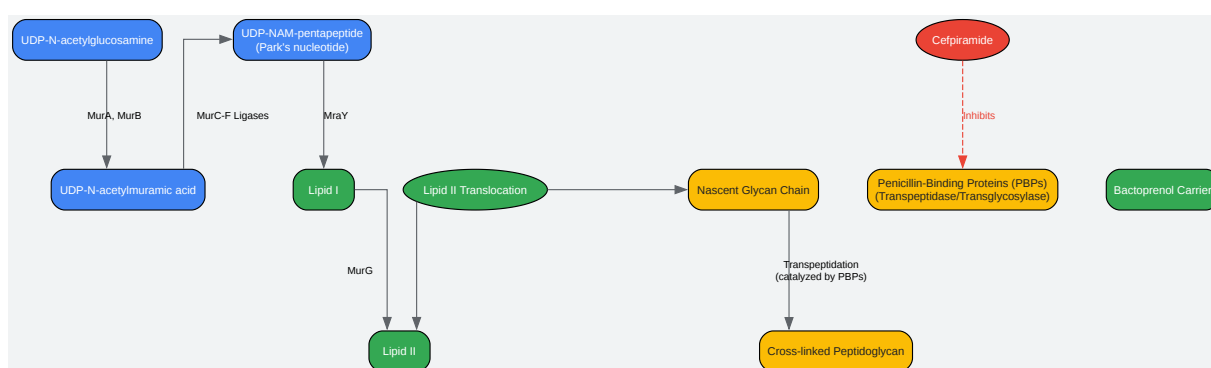 UDP-N-acetylglucosamine
UDP-NAM-pentapeptide
(Park's nucleotide)
Cefpiramide
MurA, MurB
MurC-F Ligases
MraY
Inhibits
UDP-N-acetylmuramic acid
Lipid I
Lipid II Translocation
Nascent Glycan Chain
Penicillin-Binding Proteins (PBPs)
(Transpeptidase/Transglycosylase)
Bactoprenol Carrier
MurG
Transpeptidation
(catalyzed by PBPs)
Lipid II
Cross-linked Peptidoglycan